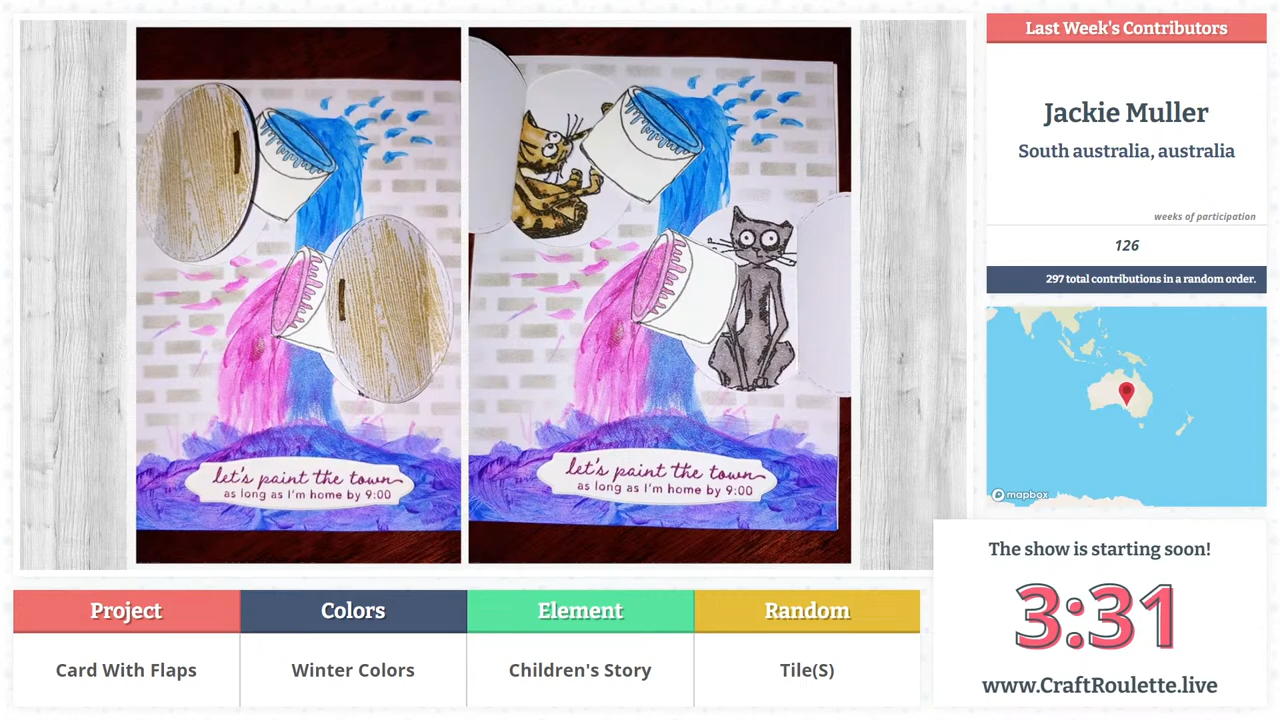 let's paint the town
as long as I'm home by 9:00
let's paint the town
as long as I'm home by 9:00
Last Week's Contributors
Jackie Muller
South australia, australia
weeks of participation
126
297 total contributions in a random order.
mapbox
The show is starting soon!
3:31
www.CraftRoulette.live
Project
Colors
Element
Random
Card With Flaps
Winter Colors
Children's Story
Tile(S)